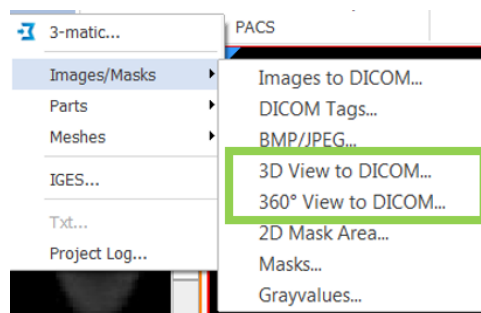 3-matic...
PACS
Images/Masks
Parts
Meshes
IGES...
Txt...
Project Log...
Images to DICOM...
DICOM Tags...
BMP/JPEG...
3D View to DICOM...
360° View to DICOM...
2D Mask Area...
Masks...
Grayvalues...